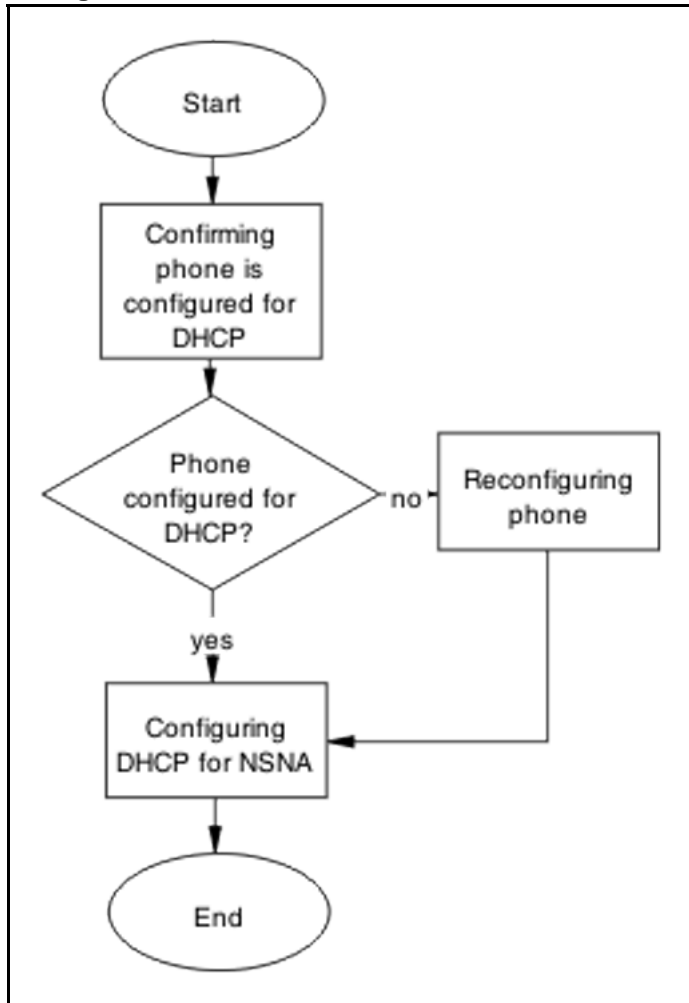 Start
Confirming
phone is
configured for
DHCP
Phone
configured for
DHCP?
no
Reconfiguring
phone
yes
Configuring
DHCP for NSNA
End